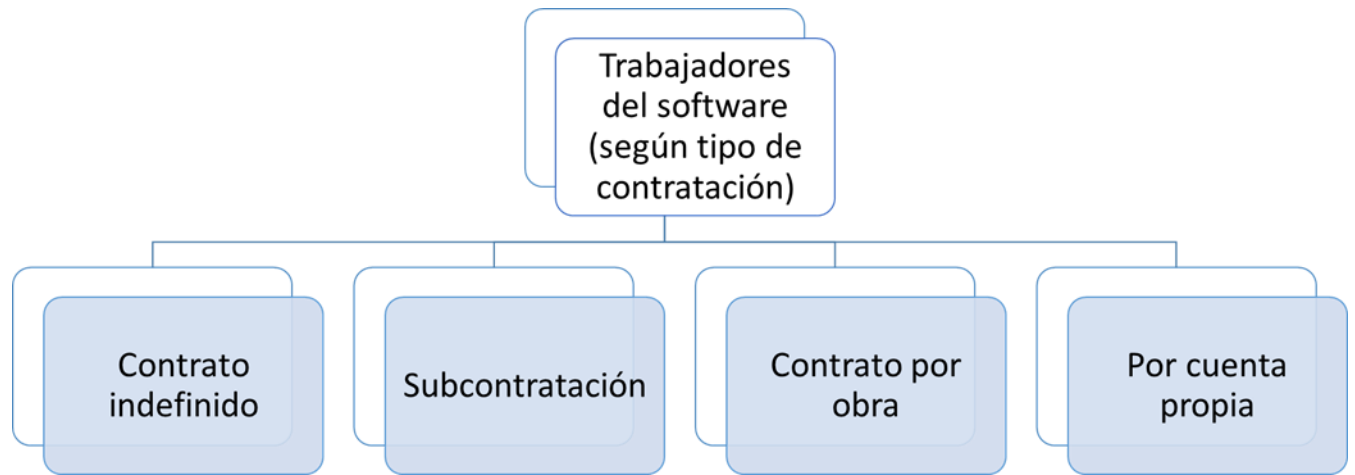 Trabajadores
del software
(según tipo de
contratación)
Contrato
indefinido
Subcontratación
Contrato por
obra
Por cuenta
propia